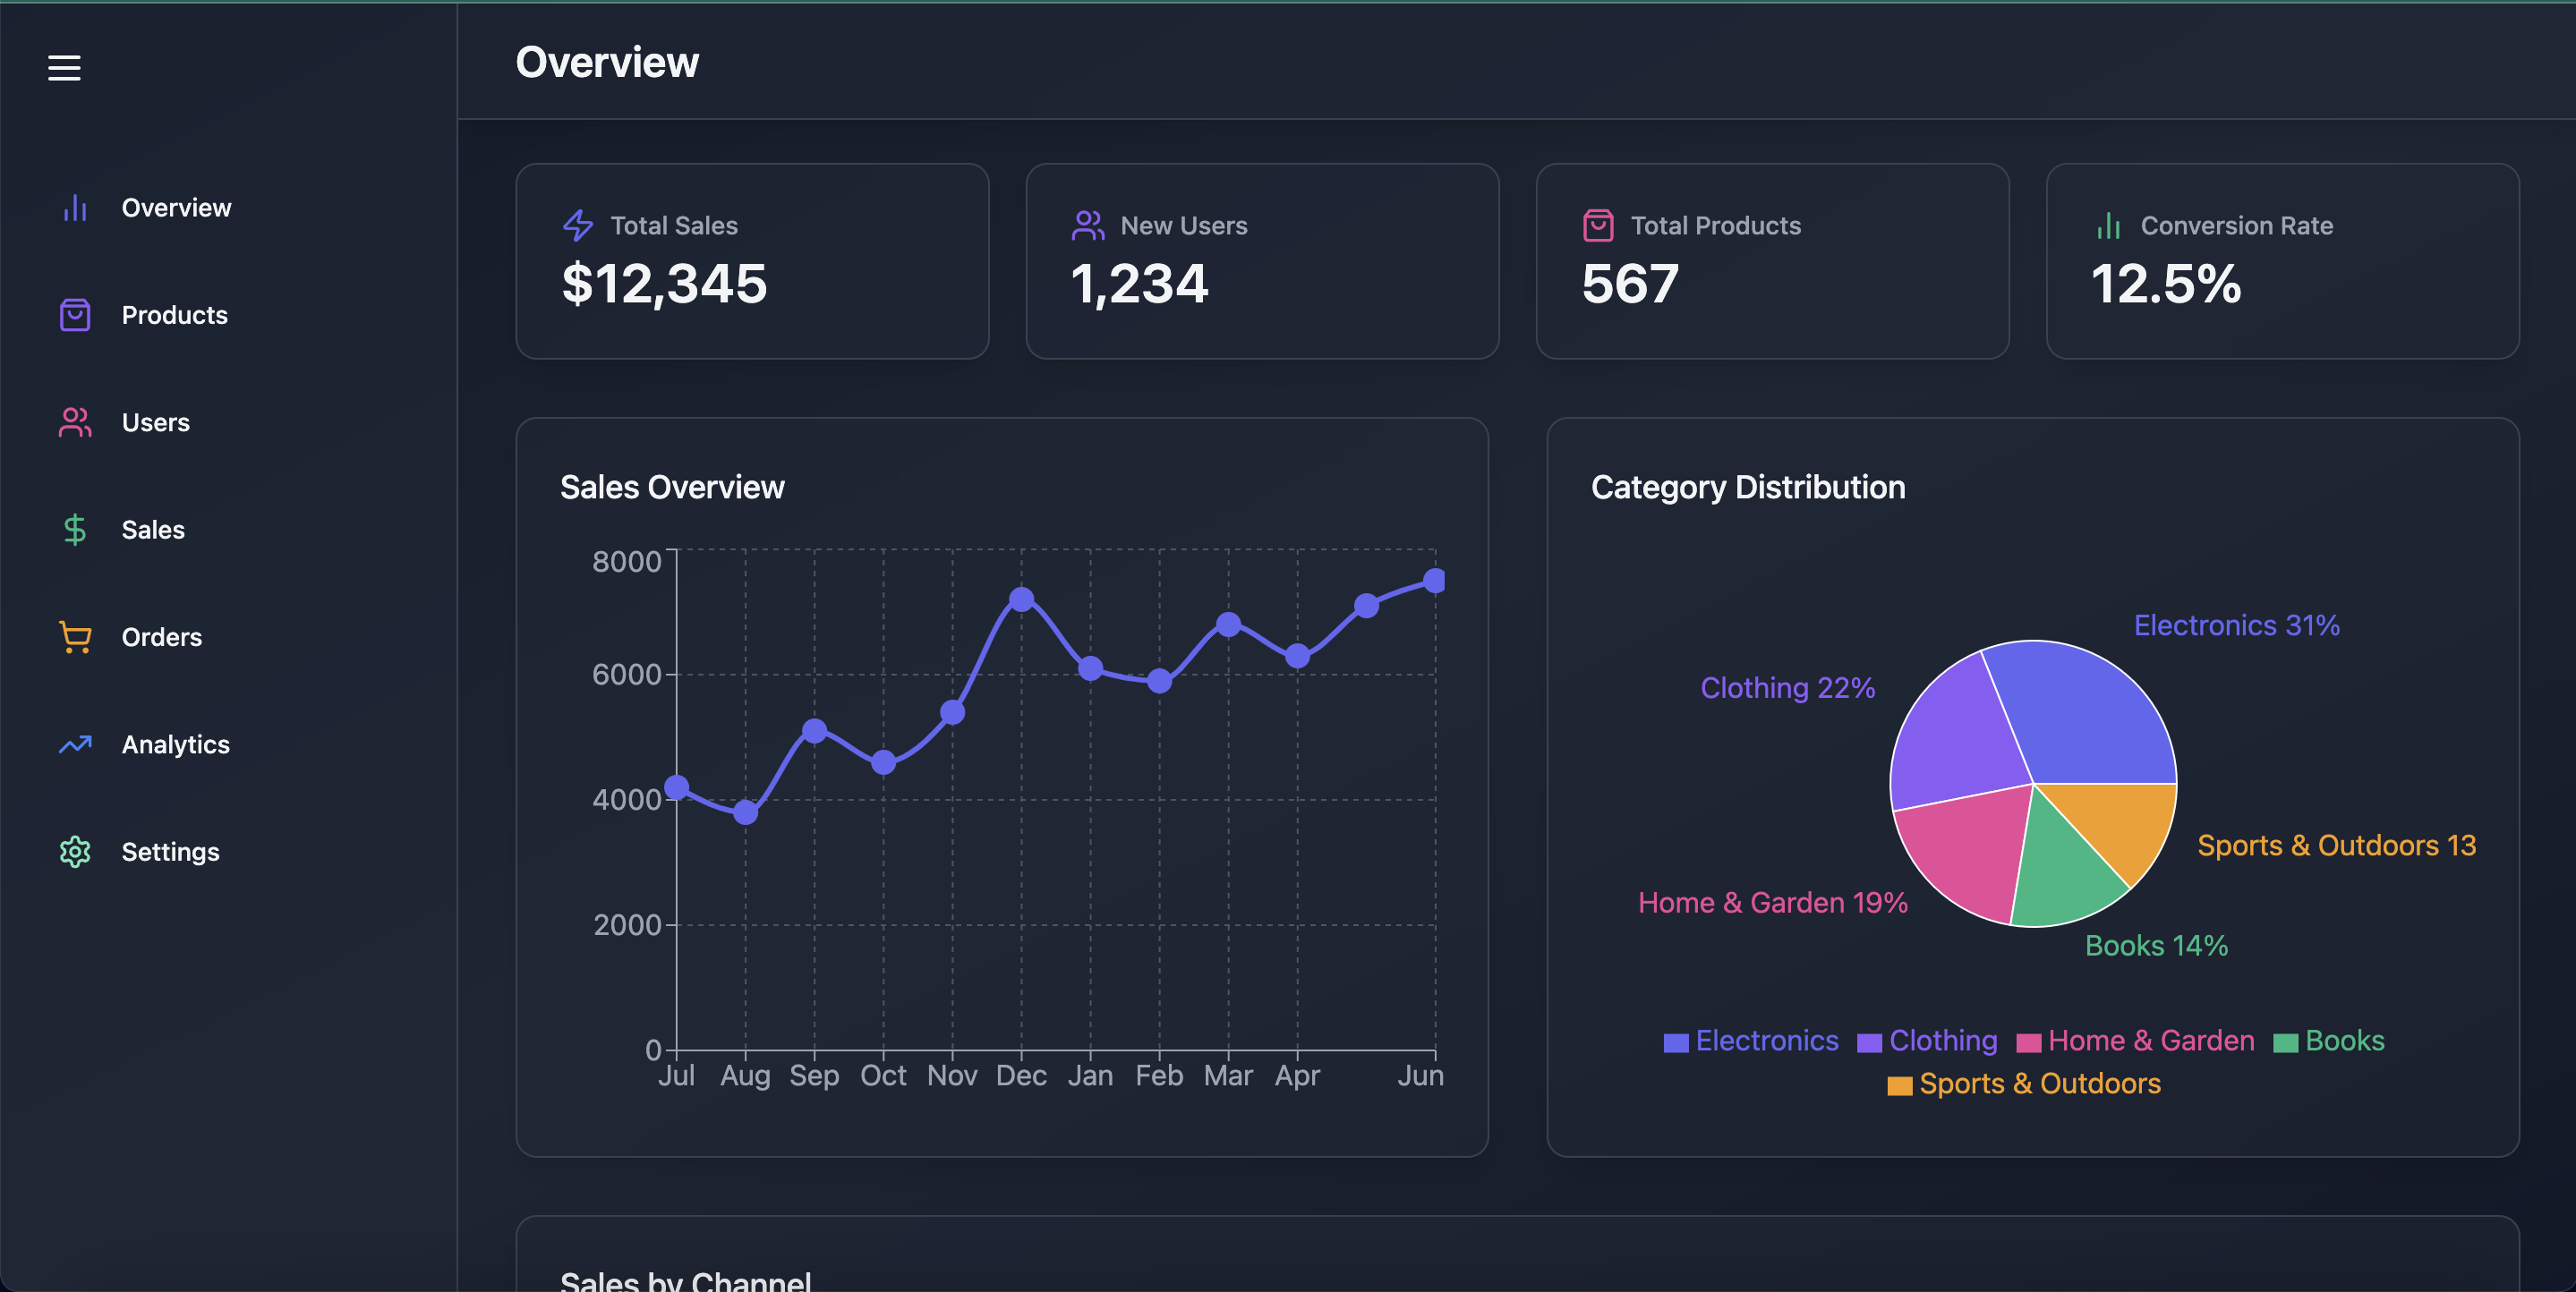 Overview
Overview
Products
Users
Sales
Orders
Analytics
Settings
Total Sales
$12,345
New Users
1,234
Total Products
567
Conversion Rate
12.5%
Sales Overview
8000
6000
4000
2000
0
Jul Aug Sep Oct Nov Dec Jan Feb Mar Apr Jun
Category Distribution
Electronics 31%
Clothing 22%
Sports & Outdoors 13
Home & Garden 19%
Books 14%
Electronics Clothing Home & Garden Books
Sports & Outdoors
Sales by Channel